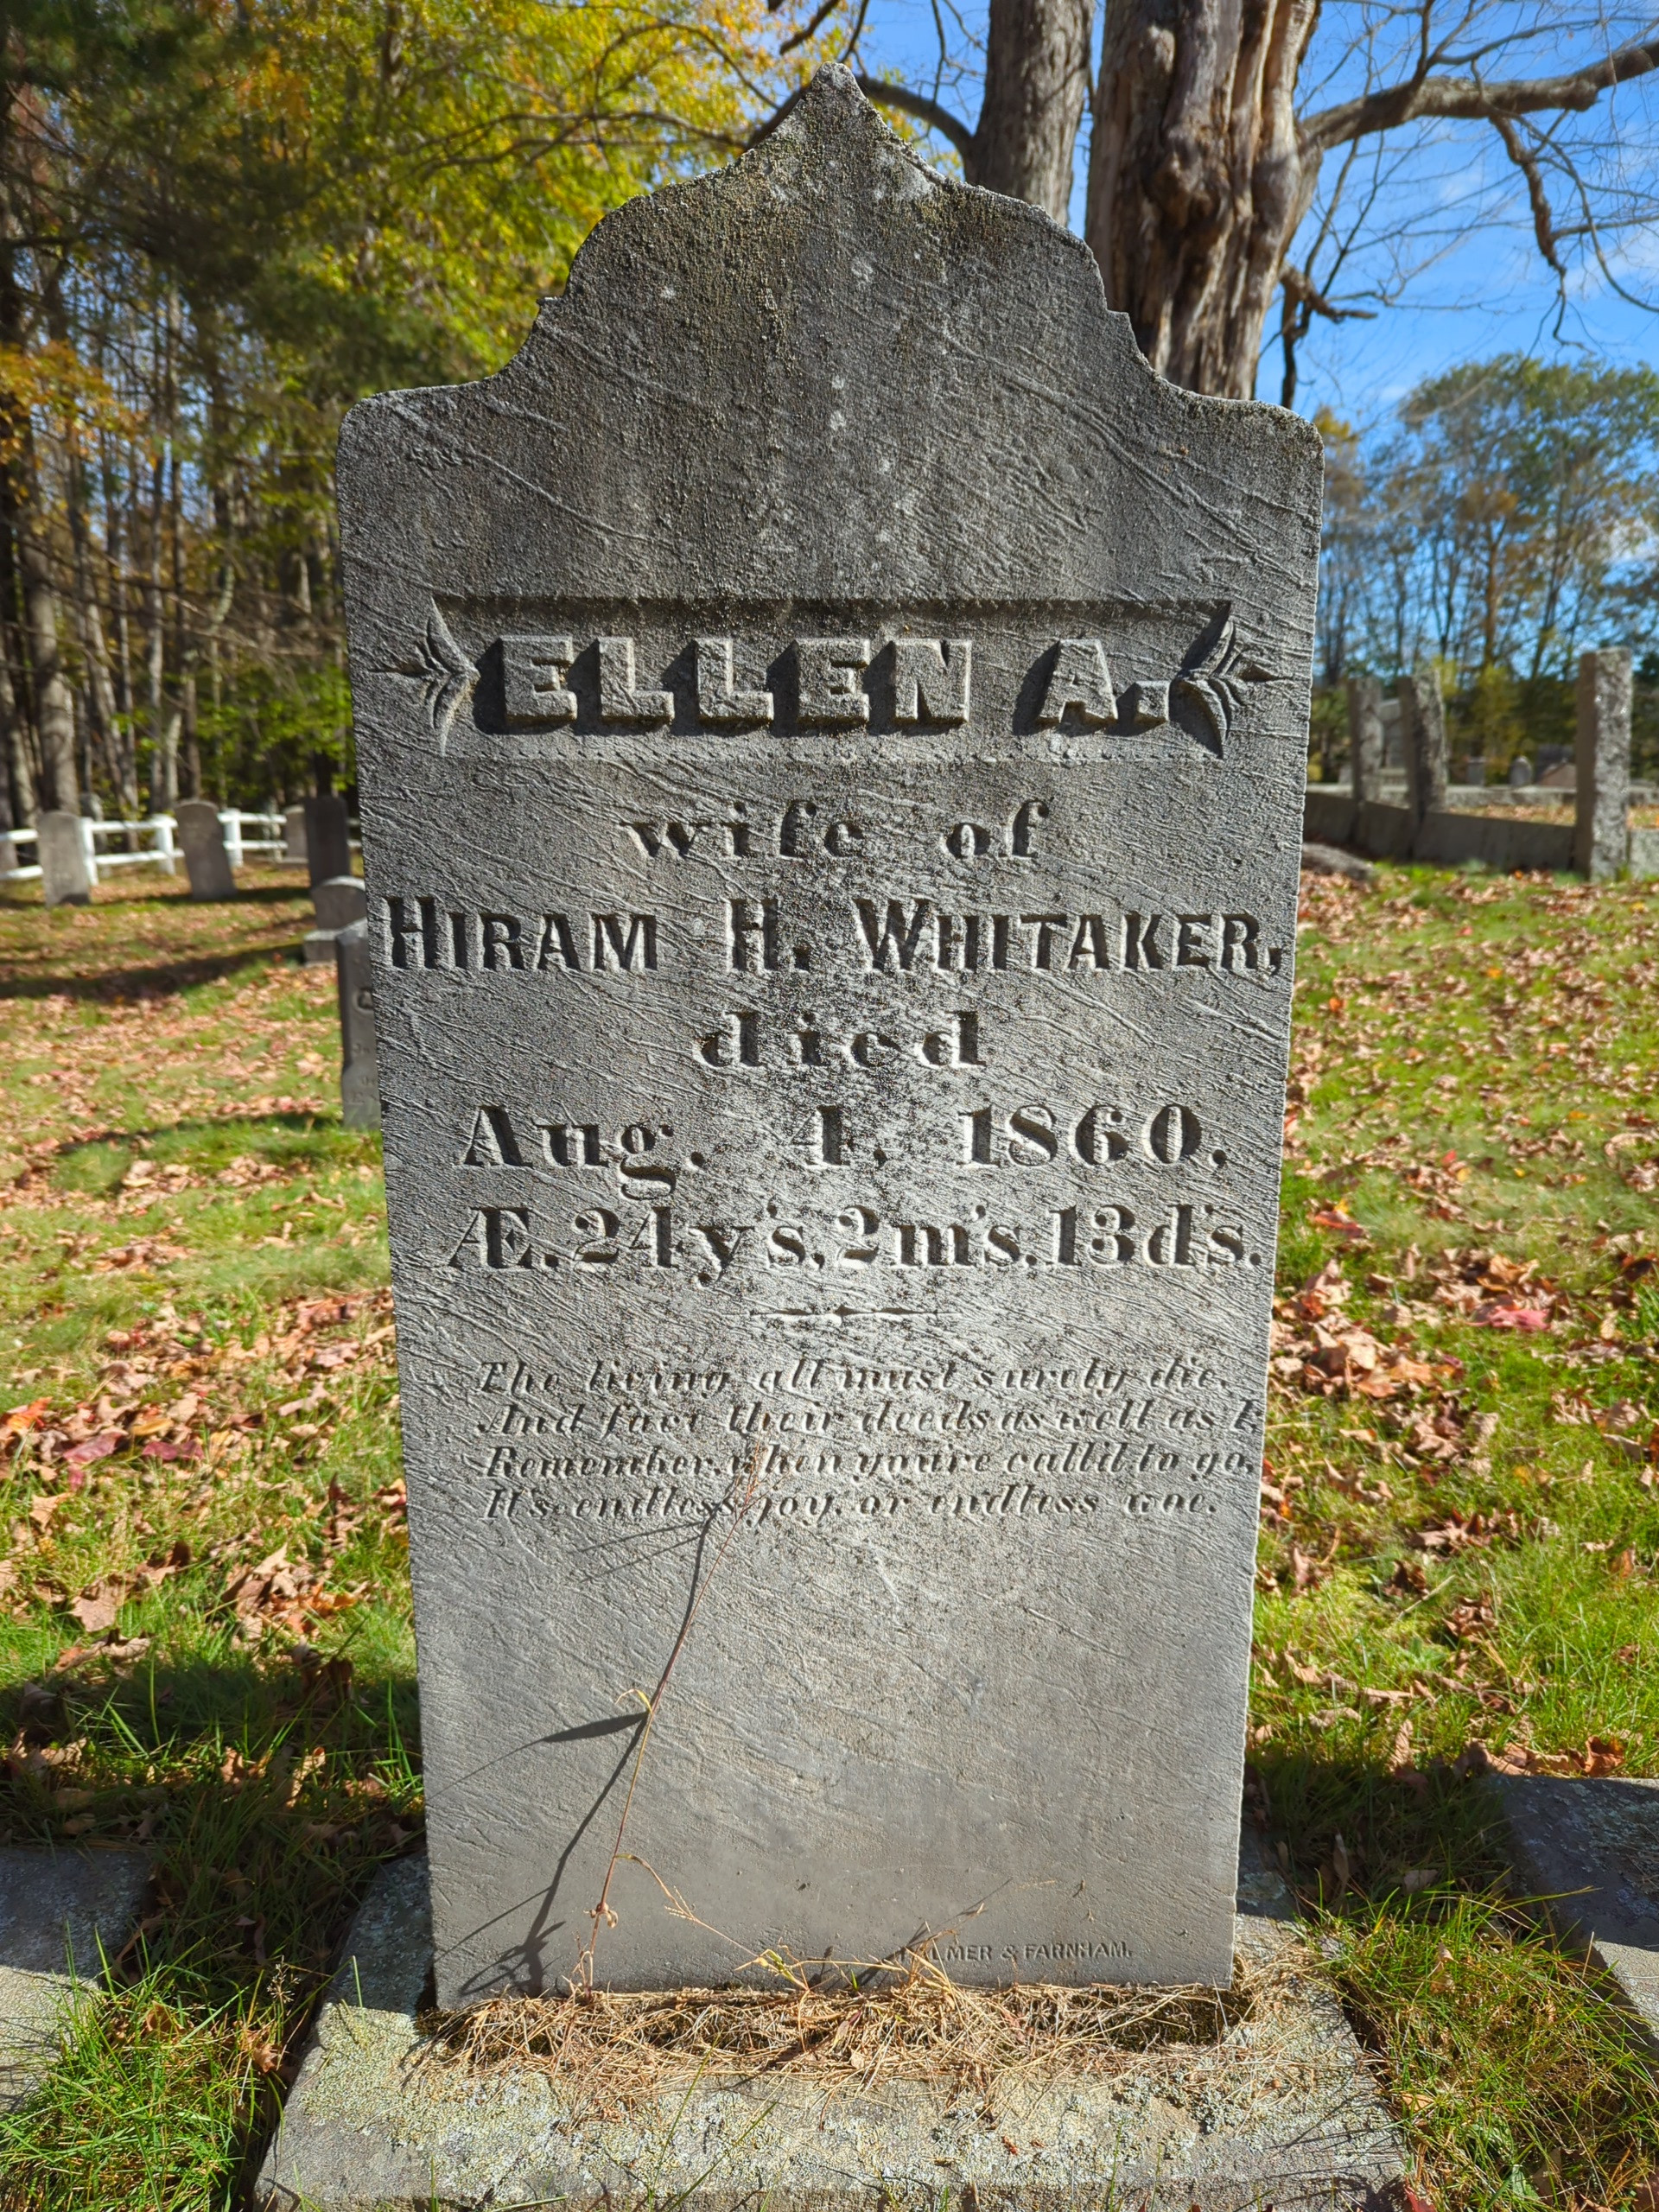 ELLEN A.
wife of
HIRAM H. WHITAKER,
died
Aug. 4, 1860,
Æ. 24 y's, 2 m's. 13 d's.
The living all must surely die,
And face their deeds as well as I.
Remember, when you're call'd to go,
It's endless joy, or endless woe.
& FARNHAM.